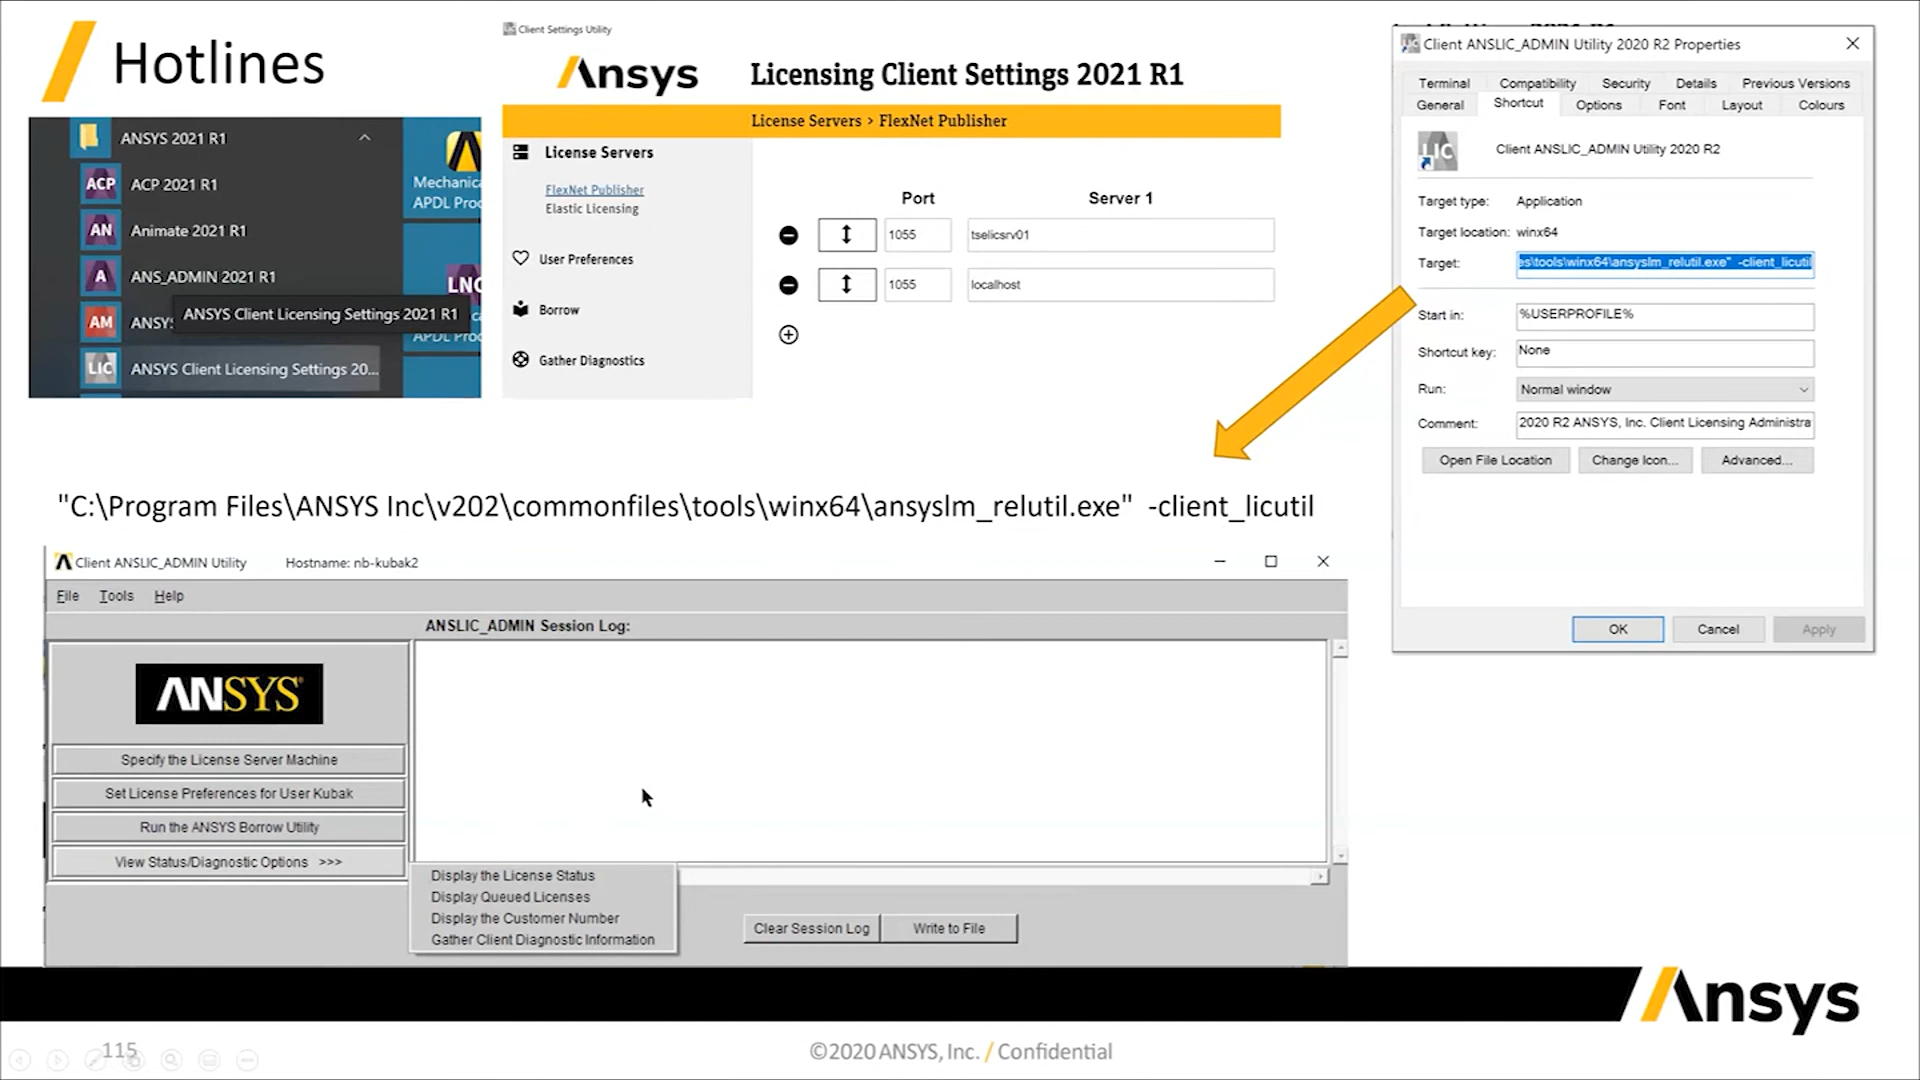 Hotlines
ANSYS 2021 R1
ACP
ACP 2021 R1
AN
Animate 2021 R1
A
ANS_ADMIN 2021 R1
AM
ANSYS Client Licensing Settings 2021 R1
LIC
ANSYS Client Licensing Settings 20...
Mechanica
APDL Prod
LNC
APDL Prod
Client Settings Utility
Ansys
Licensing Client Settings 2021 R1
License Servers > FlexNet Publisher
License Servers
FlexNet Publisher
Elastic Licensing
User Preferences
Borrow
Gather Diagnostics
Port
Server 1
1055
tselicsrv01
1055
localhost
Client ANSLIC_ADMIN Utility 2020 R2 Properties
Terminal Compatibility Security Details Previous Versions
General Shortcut Options Font Layout Colours
LIC
Client ANSLIC_ADMIN Utility 2020 R2
Target type: Application
Target location: winx64
Target: es\tools\winx64\ansyslm_relutil.exe" -client_licutil
Start in: %USERPROFILE%
Shortcut key: None
Run: Normal window
Comment: 2020 R2 ANSYS, Inc. Client Licensing Administra
Open File Location Change Icon... Advanced...
OK Cancel Apply
"C:\Program Files\ANSYS Inc\v202\commonfiles\tools\winx64\ansyslm_relutil.exe" -client_licutil
Client ANSLIC_ADMIN Utility Hostname: nb-kubak2
File Tools Help
ANSLIC_ADMIN Session Log:
ANSYS
Specify the License Server Machine
Set License Preferences for User Kubak
Run the ANSYS Borrow Utility
View Status/Diagnostic Options >>>
Display the License Status
Display Queued Licenses
Display the Customer Number
Gather Client Diagnostic Information
Clear Session Log Write to File
Ansys
115
©2020 ANSYS, Inc. / Confidential